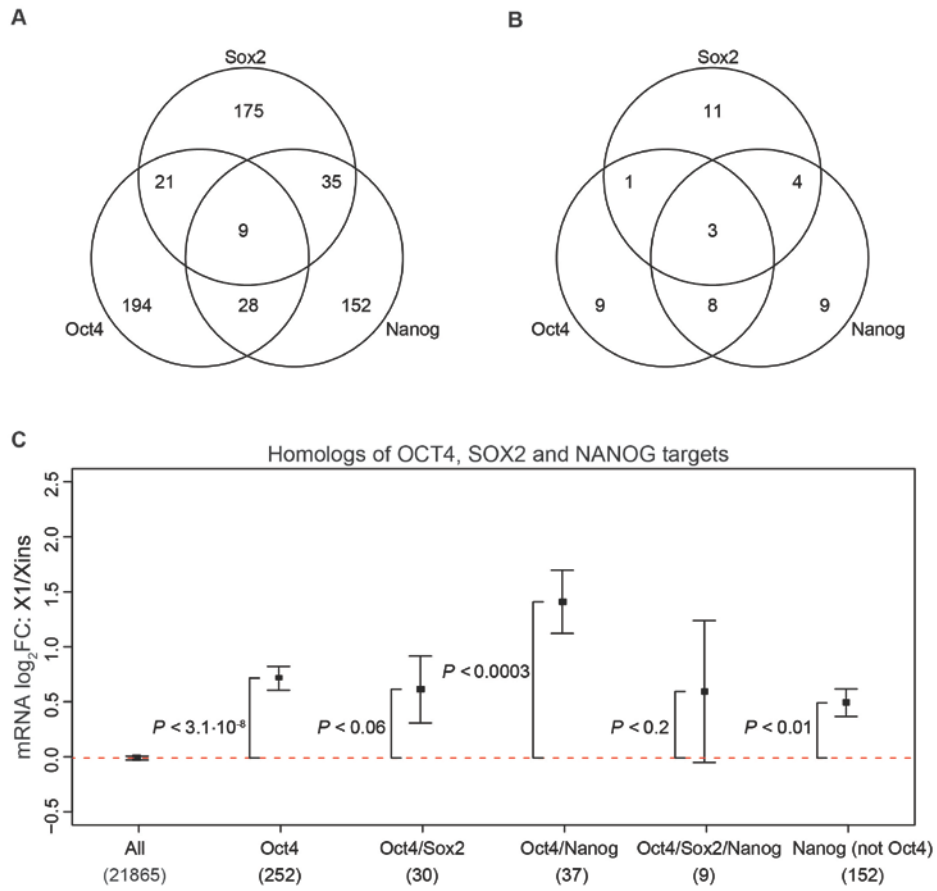 A
B
Sox2
Sox2
175
11
21
35
1
4
9
3
194
28
152
9
8
9
Oct4
Nanog
Oct4
Nanog
C
Homologs of OCT4, SOX2 and NANOG targets
mRNA log₂FC: X1/Xins
2.5
2.0
1.5
1.0
0.5
0.0
−0.5
P < 3.1·10⁻⁸
P < 0.06
P < 0.0003
P < 0.2
P < 0.01
All
Oct4
Oct4/Sox2
Oct4/Nanog
Oct4/Sox2/Nanog
Nanog (not Oct4)
(21865)
(252)
(30)
(37)
(9)
(152)